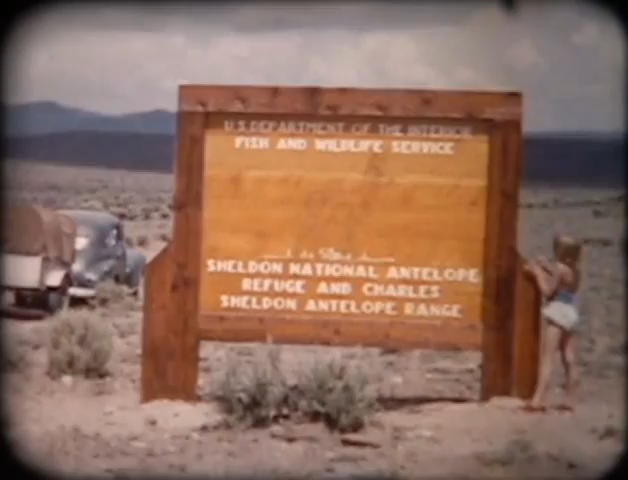 U.S. DEPARTMENT OF THE INTERIOR
FISH AND WILDLIFE SERVICE
SHELDON NATIONAL ANTELOPE
REFUGE AND CHARLES
SHELDON ANTELOPE RANGE